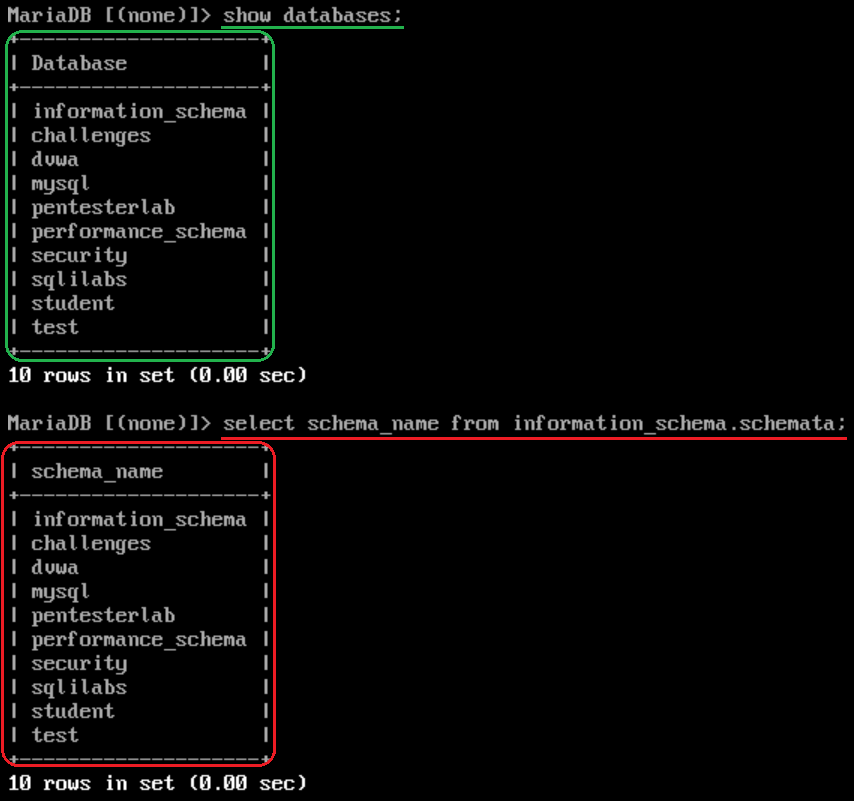 MariaDB [(none)]> show databases;
+--------------------+
| Database           |
+--------------------+
| information_schema |
| challenges         |
| dvwa               |
| mysql              |
| pentesterlab       |
| performance_schema |
| security           |
| sqlilabs           |
| student            |
| test               |
+--------------------+
10 rows in set (0.00 sec)
MariaDB [(none)]> select schema_name from information_schema.schemata;
+--------------------+
| schema_name        |
+--------------------+
| information_schema |
| challenges         |
| dvwa               |
| mysql              |
| pentesterlab       |
| performance_schema |
| security           |
| sqlilabs           |
| student            |
| test               |
+--------------------+
10 rows in set (0.00 sec)